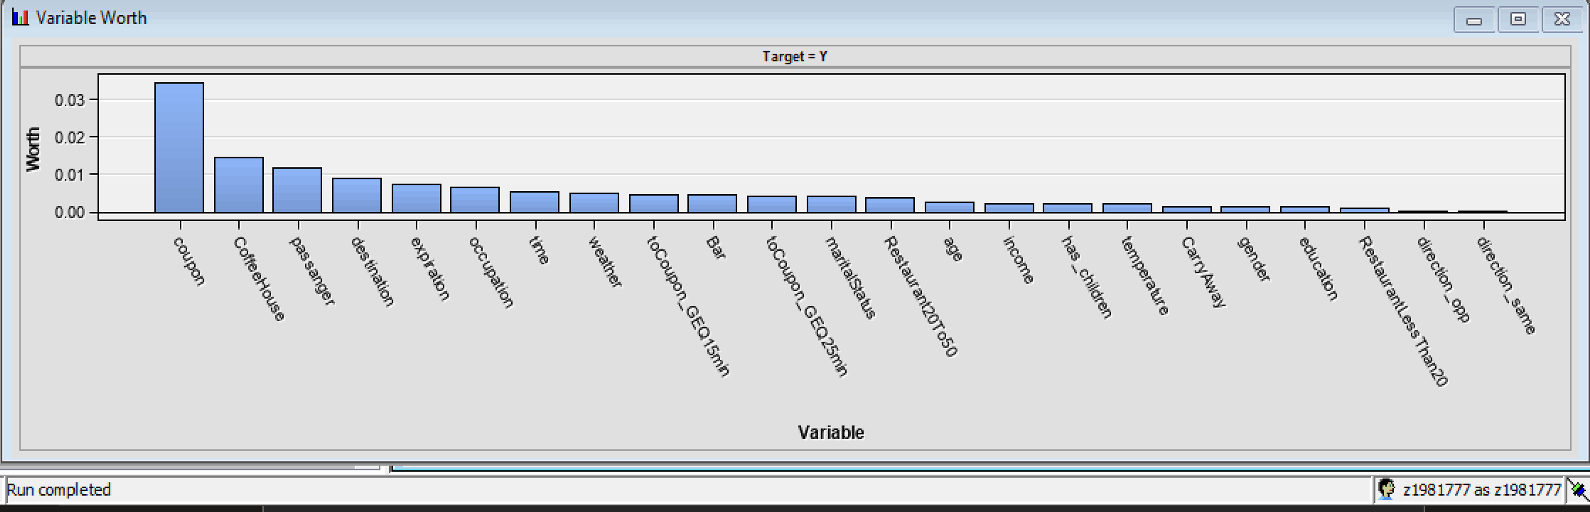 Variable Worth
Target = Y
Worth
0.03
0.02
0.01
0.00
coupon
CoffeeHouse
passanger
destination
expiration
occupation
time
weather
toCoupon_GEQ15min
Bar
toCoupon_GEQ25min
maritalStatus
Restaurant20To50
age
income
has_children
temperature
CarryAway
gender
education
RestaurantLessThan20
direction_opp
direction_same
Variable
Run completed
z1981777 as z1981777